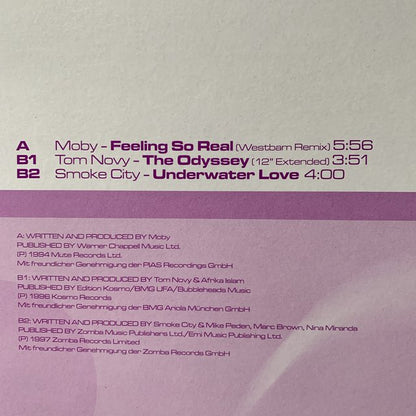 A Moby – Feeling So Real (Westbam Remix) 5:56
B1 Tom Novy – The Odyssey (12" Extended) 3:51
B2 Smoke City – Underwater Love 4:00
A: WRITTEN AND PRODUCED BY Moby
PUBLISHED BY Warner Chappell Music Ltd.
(P) 1994 Mute Records Ltd.
Mit freundlicher Genehmigung der PIAS Recordings GmbH
B1: WRITTEN AND PRODUCED BY Tom Novy & Afrika Islam
PUBLISHED BY Edition Kosmo/BMG UFA/Bubbleheads Music
(P) 1996 Kosmo Records
Mit freundlicher Genehmigung der BMG Ariola München GmbH
B2: WRITTEN AND PRODUCED BY Smoke City & Mike Peden, Marc Brown, Nina Miranda
PUBLISHED BY Zomba Music Publishers Ltd./Emi Music Publishing Ltd.
(P) 1997 Zomba Records Limited
Mit freundlicher Genehmigung der Zomba Records GmbH